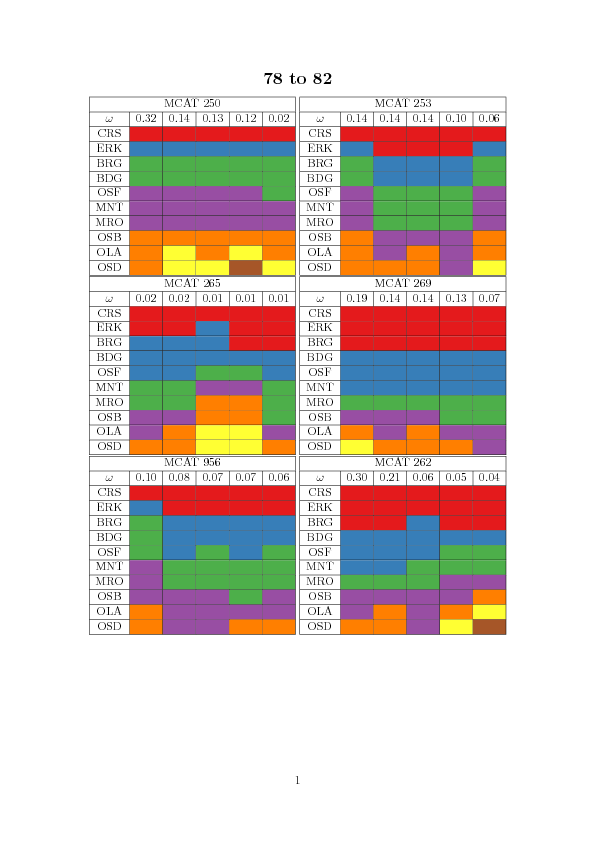 78 to 82
MCAT 250
ω 0.32 0.14 0.13 0.12 0.02
CRS
ERK
BRG
BDG
OSF
MNT
MRO
OSB
OLA
OSD
MCAT 253
ω 0.14 0.14 0.14 0.10 0.06
CRS
ERK
BRG
BDG
OSF
MNT
MRO
OSB
OLA
OSD
MCAT 265
ω 0.02 0.02 0.01 0.01 0.01
CRS
ERK
BRG
BDG
OSF
MNT
MRO
OSB
OLA
OSD
MCAT 269
ω 0.19 0.14 0.14 0.13 0.07
CRS
ERK
BRG
BDG
OSF
MNT
MRO
OSB
OLA
OSD
MCAT 956
ω 0.10 0.08 0.07 0.07 0.06
CRS
ERK
BRG
BDG
OSF
MNT
MRO
OSB
OLA
OSD
MCAT 262
ω 0.30 0.21 0.06 0.05 0.04
CRS
ERK
BRG
BDG
OSF
MNT
MRO
OSB
OLA
OSD
1